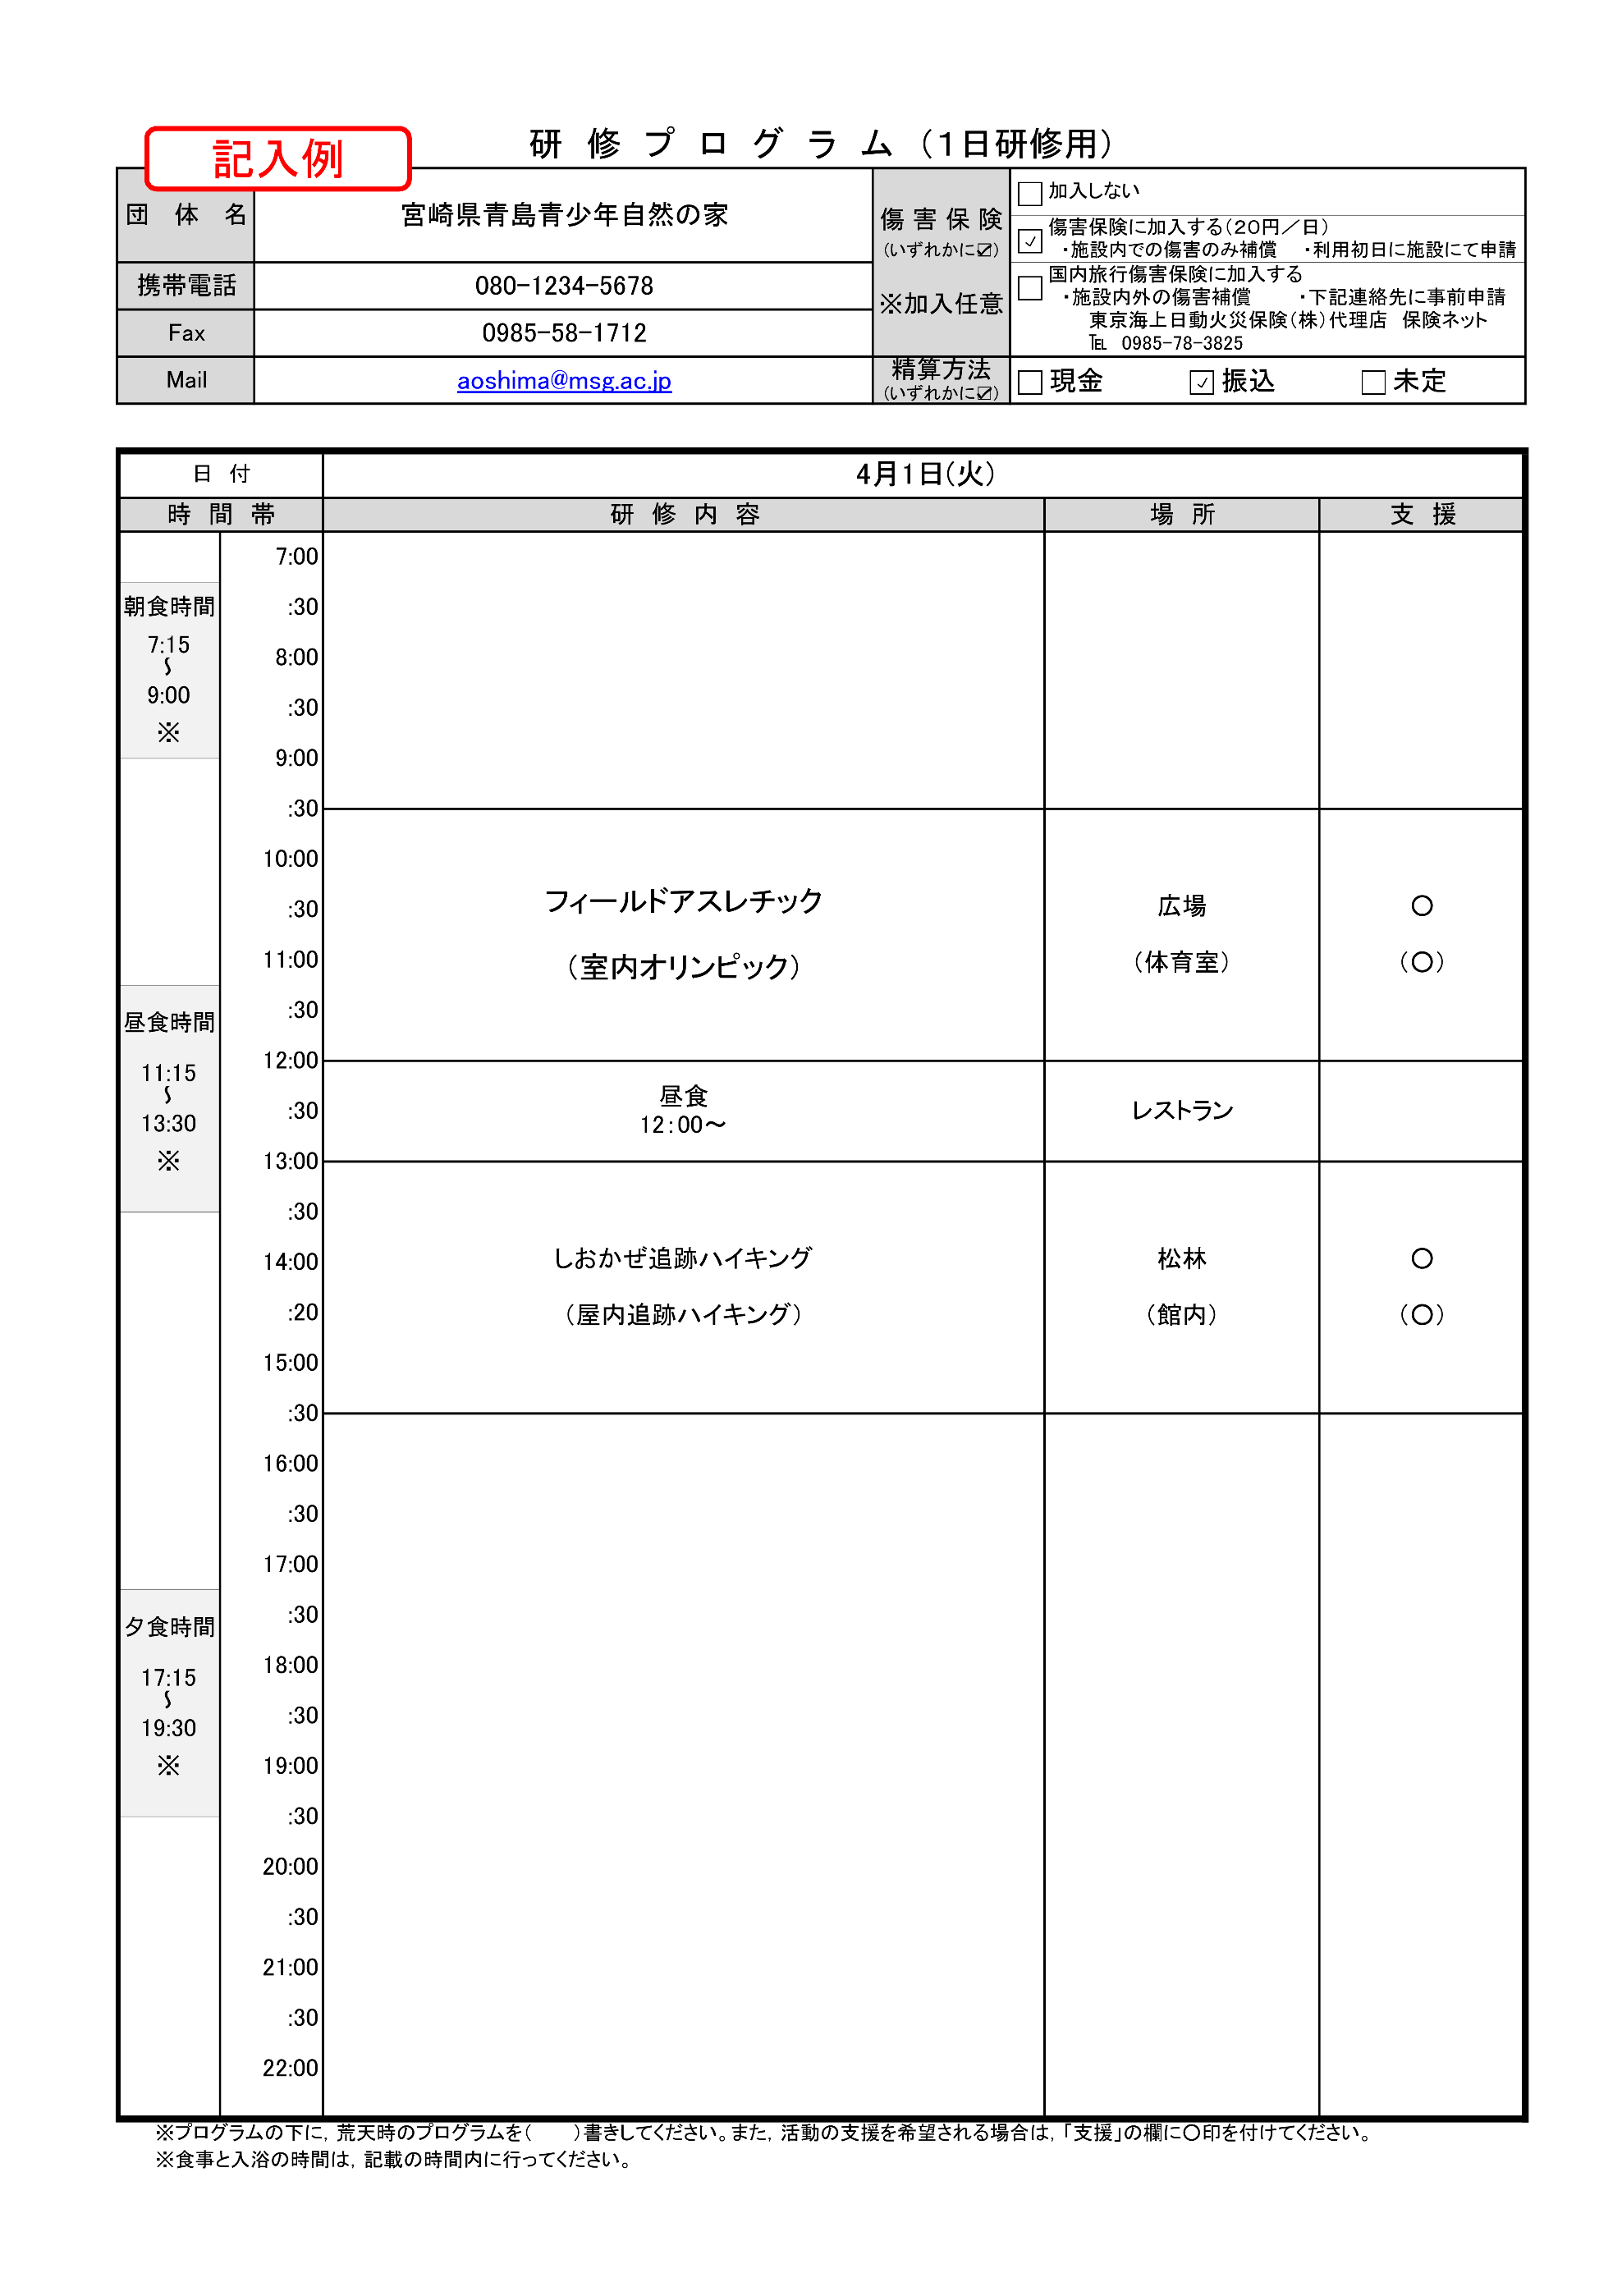 研修プログラム（1日研修用）
記入例
団体名 宮崎県青島青少年自然の家
携帯電話 080-1234-5678
Fax 0985-58-1712
Mail aoshima@msg.ac.jp
傷害保険
（いずれかに☑）
※加入任意
□ 加入しない
☑ 傷害保険に加入する（20円／日）
・施設内での傷害のみ補償 ・利用初日に施設にて申請
□ 国内旅行傷害保険に加入する
・施設内外の傷害補償 ・下記連絡先に事前申請
東京海上日動火災保険（株）代理店 保険ネット
℡ 0985-78-3825
精算方法
（いずれかに☑）
□ 現金 ☑ 振込 □ 未定
日付 4月1日（火）
時間帯 研修内容 場所 支援
7:00
朝食時間 :30
7:15
～ 8:00
9:00 :30
※
9:00
:30
10:00
フィールドアスレチック 広場 ○
:30
11:00
（室内オリンピック） （体育室） （○）
昼食時間 :30
11:15 12:00
～
昼食
13:30 :30 レストラン
12:00～
※ 13:00
:30
14:00 しおかぜ追跡ハイキング 松林 ○
:20 （屋内追跡ハイキング） （館内） （○）
15:00
:30
16:00
:30
17:00
夕食時間 :30
17:15 18:00
～
19:30 :30
※ 19:00
:30
20:00
:30
21:00
:30
22:00
※プログラムの下に，荒天時のプログラムを（　　）書きしてください。また，活動の支援を希望される場合は，「支援」の欄に○印を付けてください。
※食事と入浴の時間は，記載の時間内に行ってください。